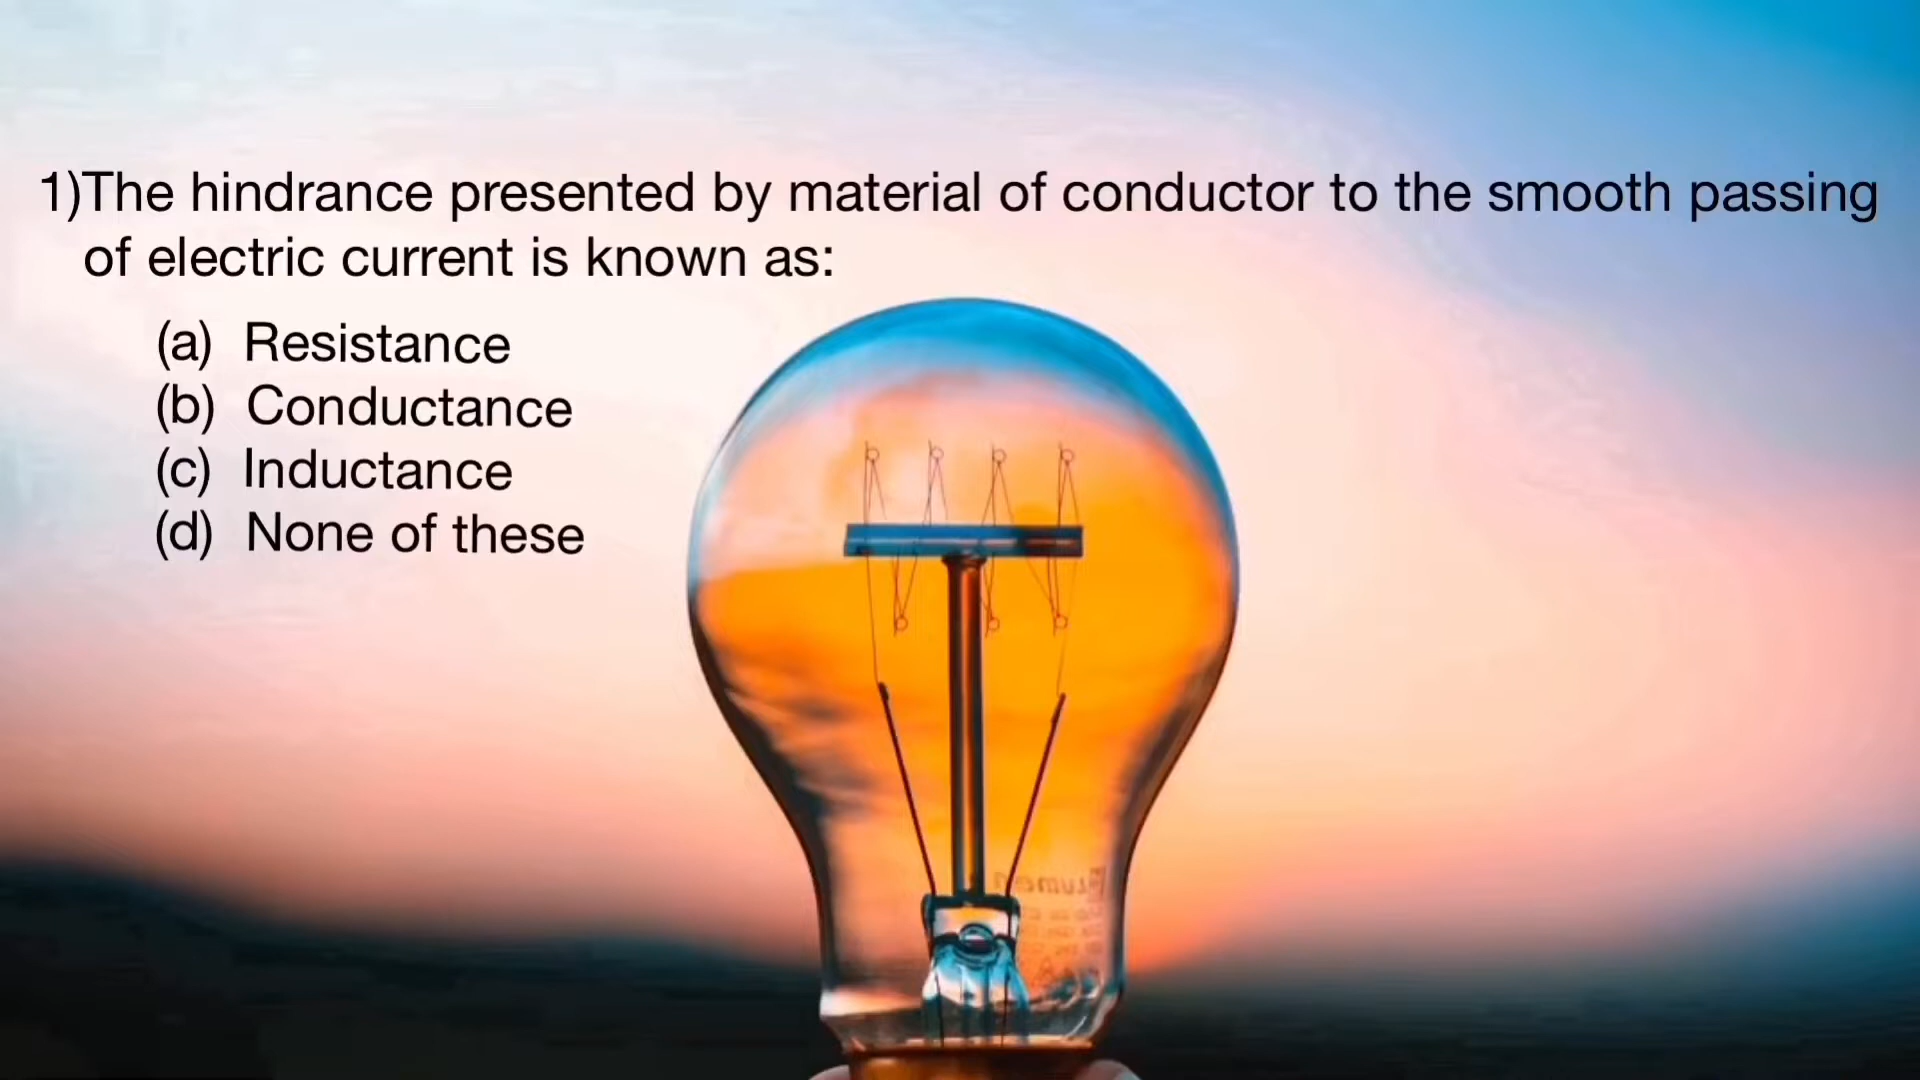 1)The hindrance presented by material of conductor to the smooth passing
of electric current is known as:
(a) Resistance
(b) Conductance
(c) Inductance
(d) None of these